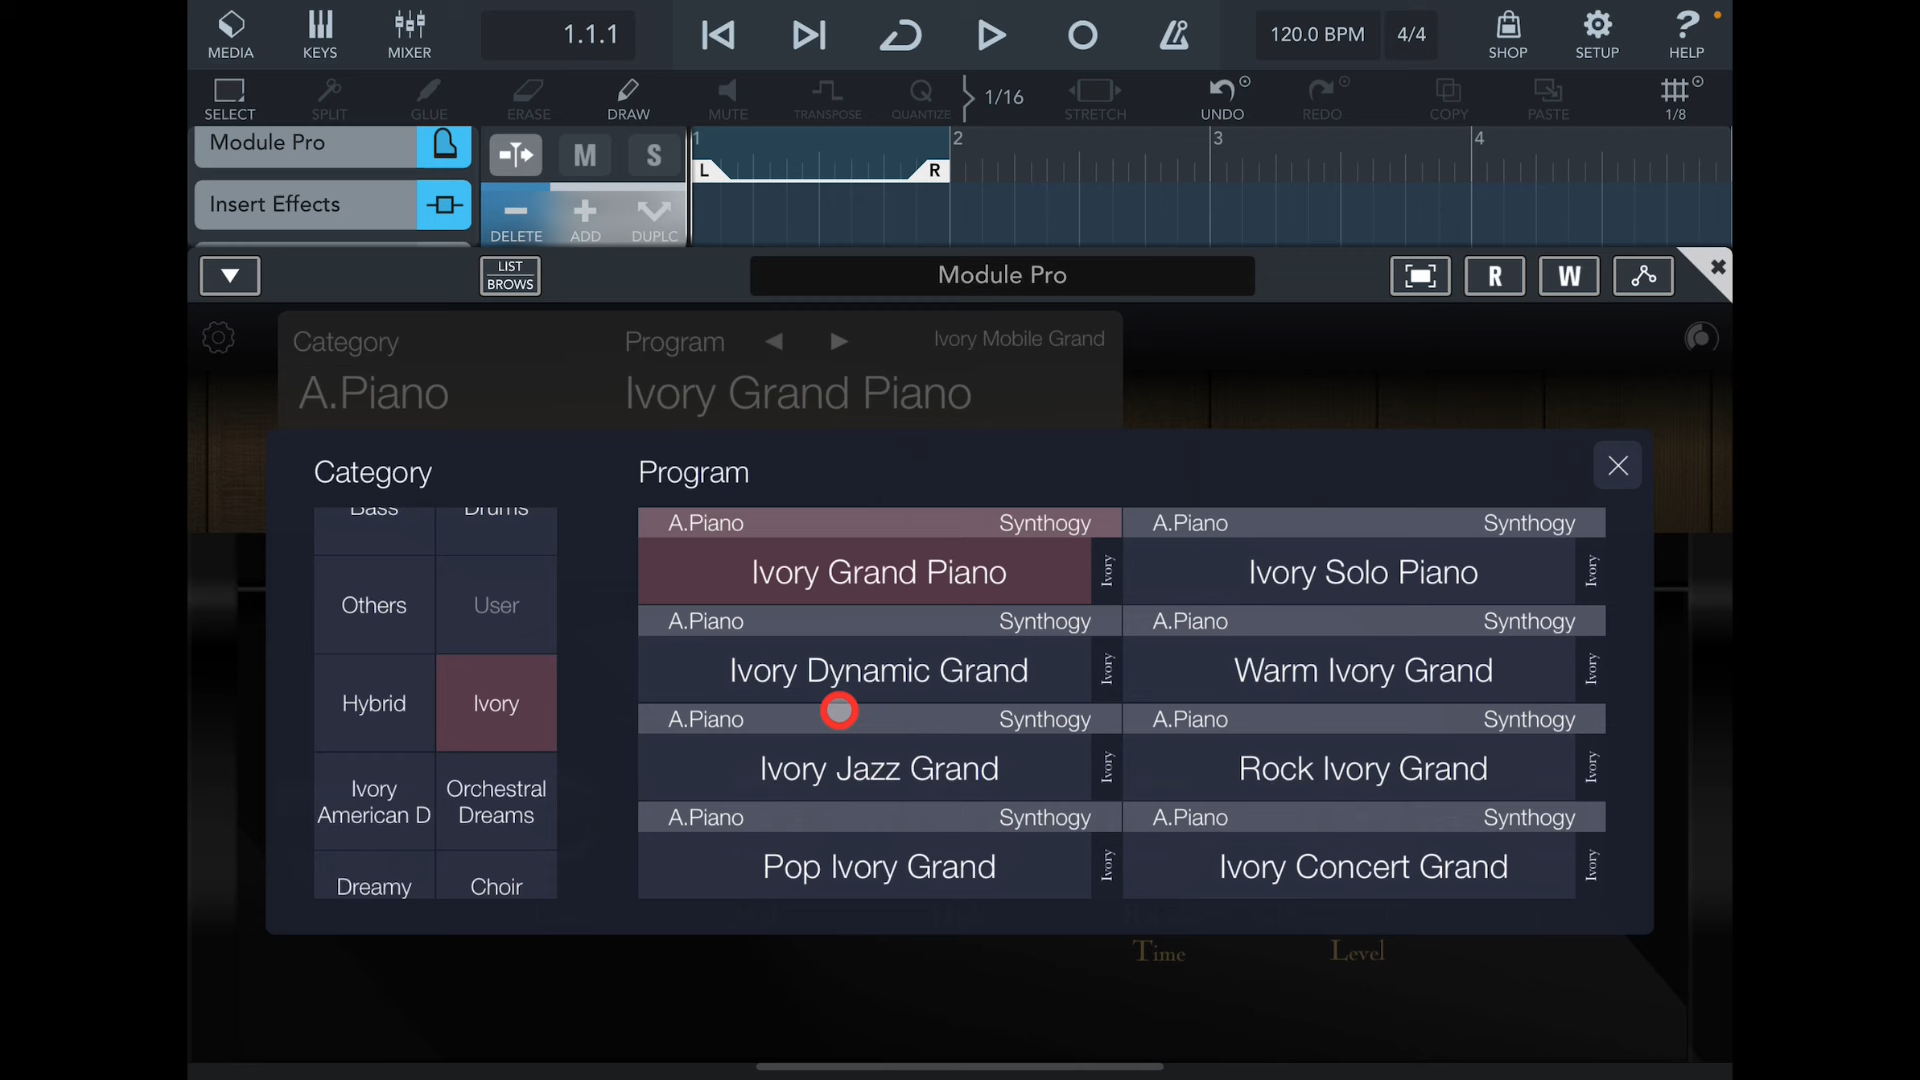 MEDIA KEYS MIXER 1.1.1 120.0 BPM 4/4 SHOP SETUP ? HELP
SELECT SPLIT GLUE ERASE DRAW MUTE TRANSPOSE QUANTIZE 1/16 STRETCH UNDO REDO COPY PASTE 1/8
Module Pro M S 1 2 3 4
L R
Insert Effects
DELETE ADD DUPLC
LIST
BROWS
Module Pro R W
Category Program Ivory Mobile Grand
A.Piano Ivory Grand Piano
Category Program
Bass Drums
A.Piano Synthogy A.Piano Synthogy
Ivory Grand Piano Ivory Ivory Solo Piano Ivory
Others User
A.Piano Synthogy A.Piano Synthogy
Ivory Dynamic Grand Ivory Warm Ivory Grand Ivory
Hybrid Ivory
A.Piano Synthogy A.Piano Synthogy
Ivory Jazz Grand Ivory Rock Ivory Grand Ivory
Ivory
American D
Orchestral
Dreams
A.Piano Synthogy A.Piano Synthogy
Pop Ivory Grand Ivory Ivory Concert Grand Ivory
Dreamy Choir
Time Level